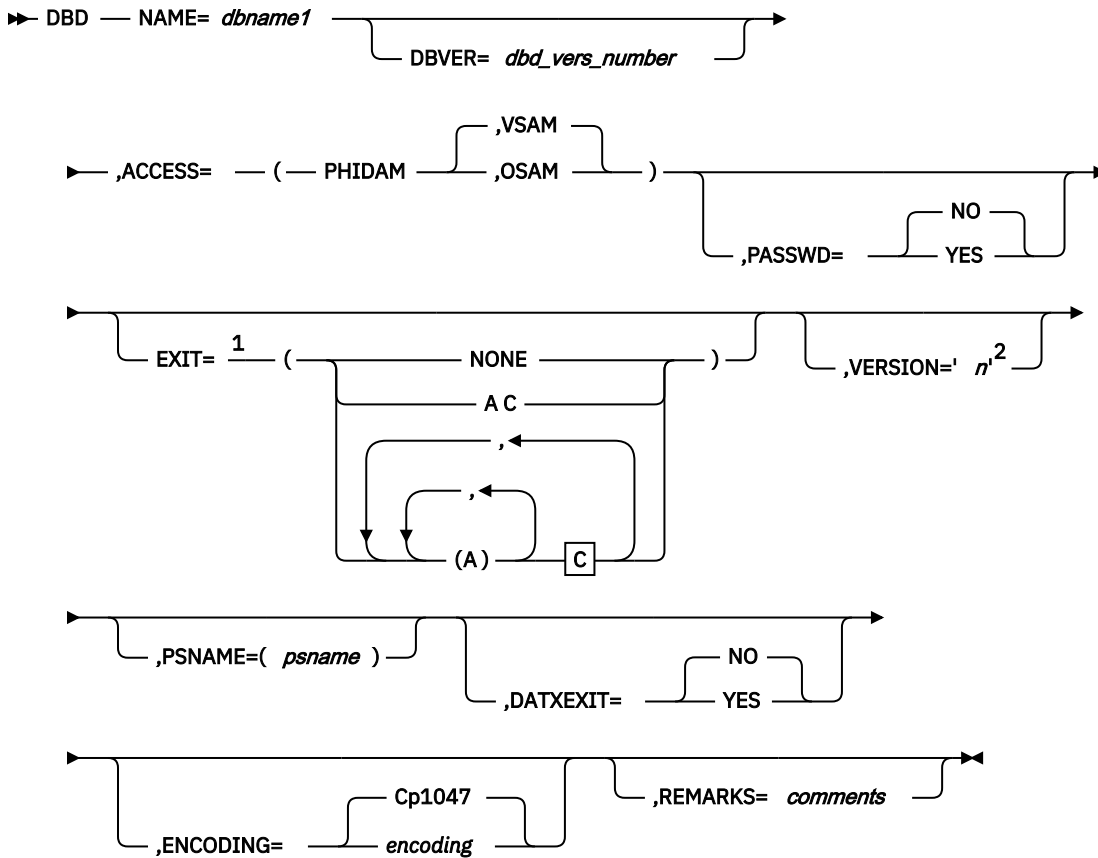 DBD NAME= dbname1
DBVER= dbd_vers_number
,VSAM
,ACCESS= ( PHIDAM ,OSAM )
NO
,PASSWD= YES
EXIT= 1 ( NONE )
A C
,
,
(A) C
,VERSION=' n'2
,PSNAME=( psname )
NO
,DATXEXIT= YES
Cp1047
,ENCODING= encoding
,REMARKS= comments